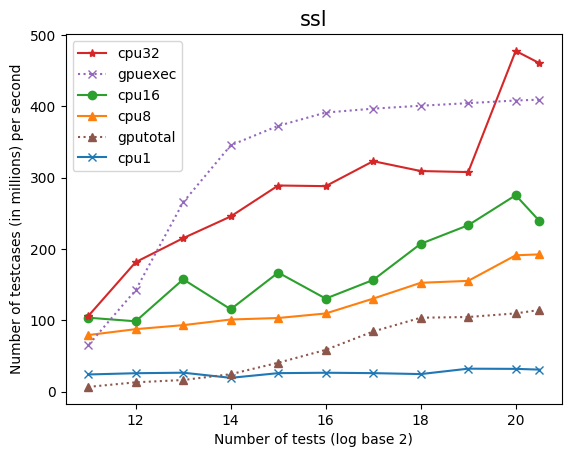 ssl
Number of testcases (in millions) per second
500
400
300
200
100
0
cpu32
gpuexec
cpu16
cpu8
gputotal
cpu1
12
14
16
18
20
Number of tests (log base 2)